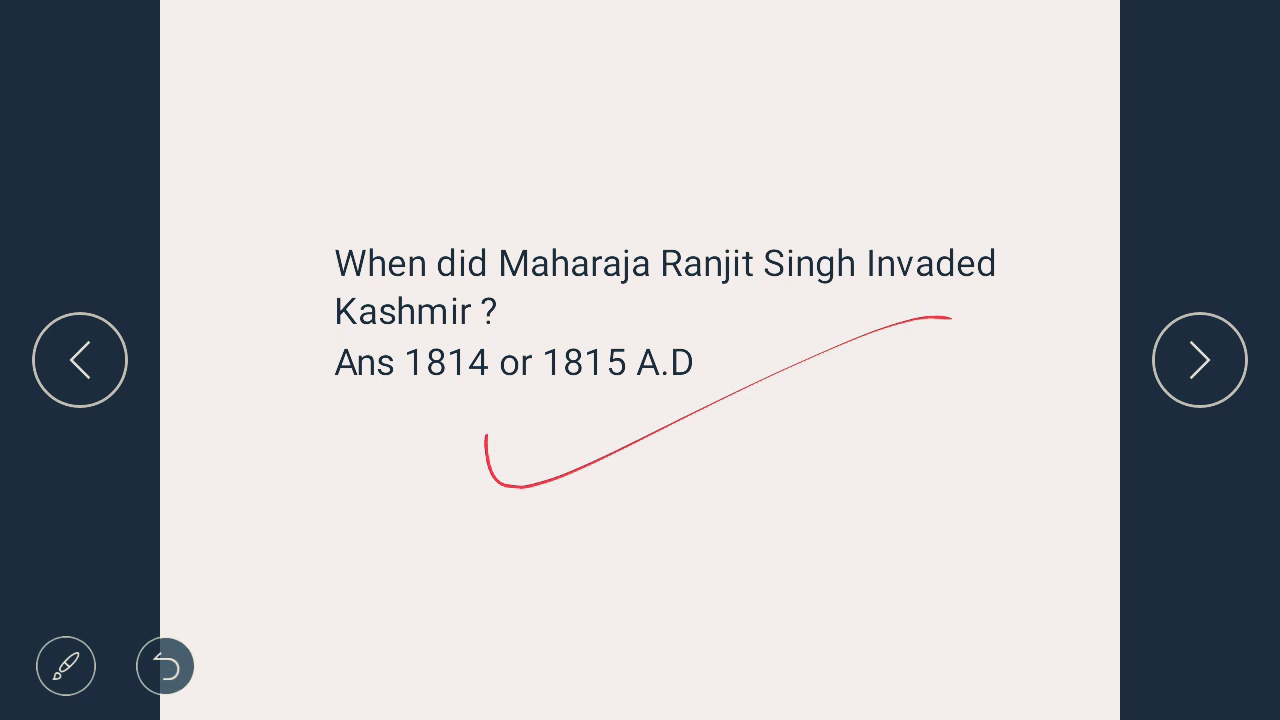 When did Maharaja Ranjit Singh Invaded
Kashmir ?
Ans 1814 or 1815 A.D